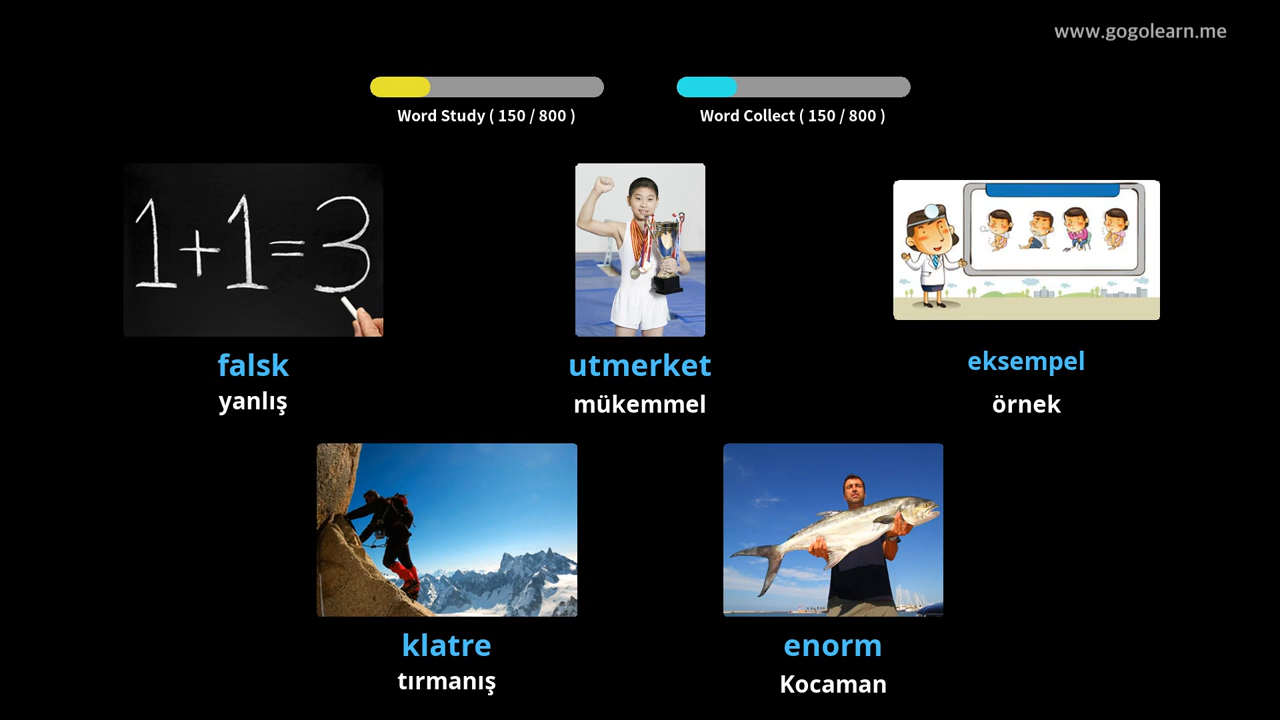 www.gogolearn.me
Word Study ( 150 / 800 )
Word Collect ( 150 / 800 )
1+1=3
falsk
yanlış
utmerket
mükemmel
eksempel
örnek
klatre
tırmanış
enorm
Kocaman